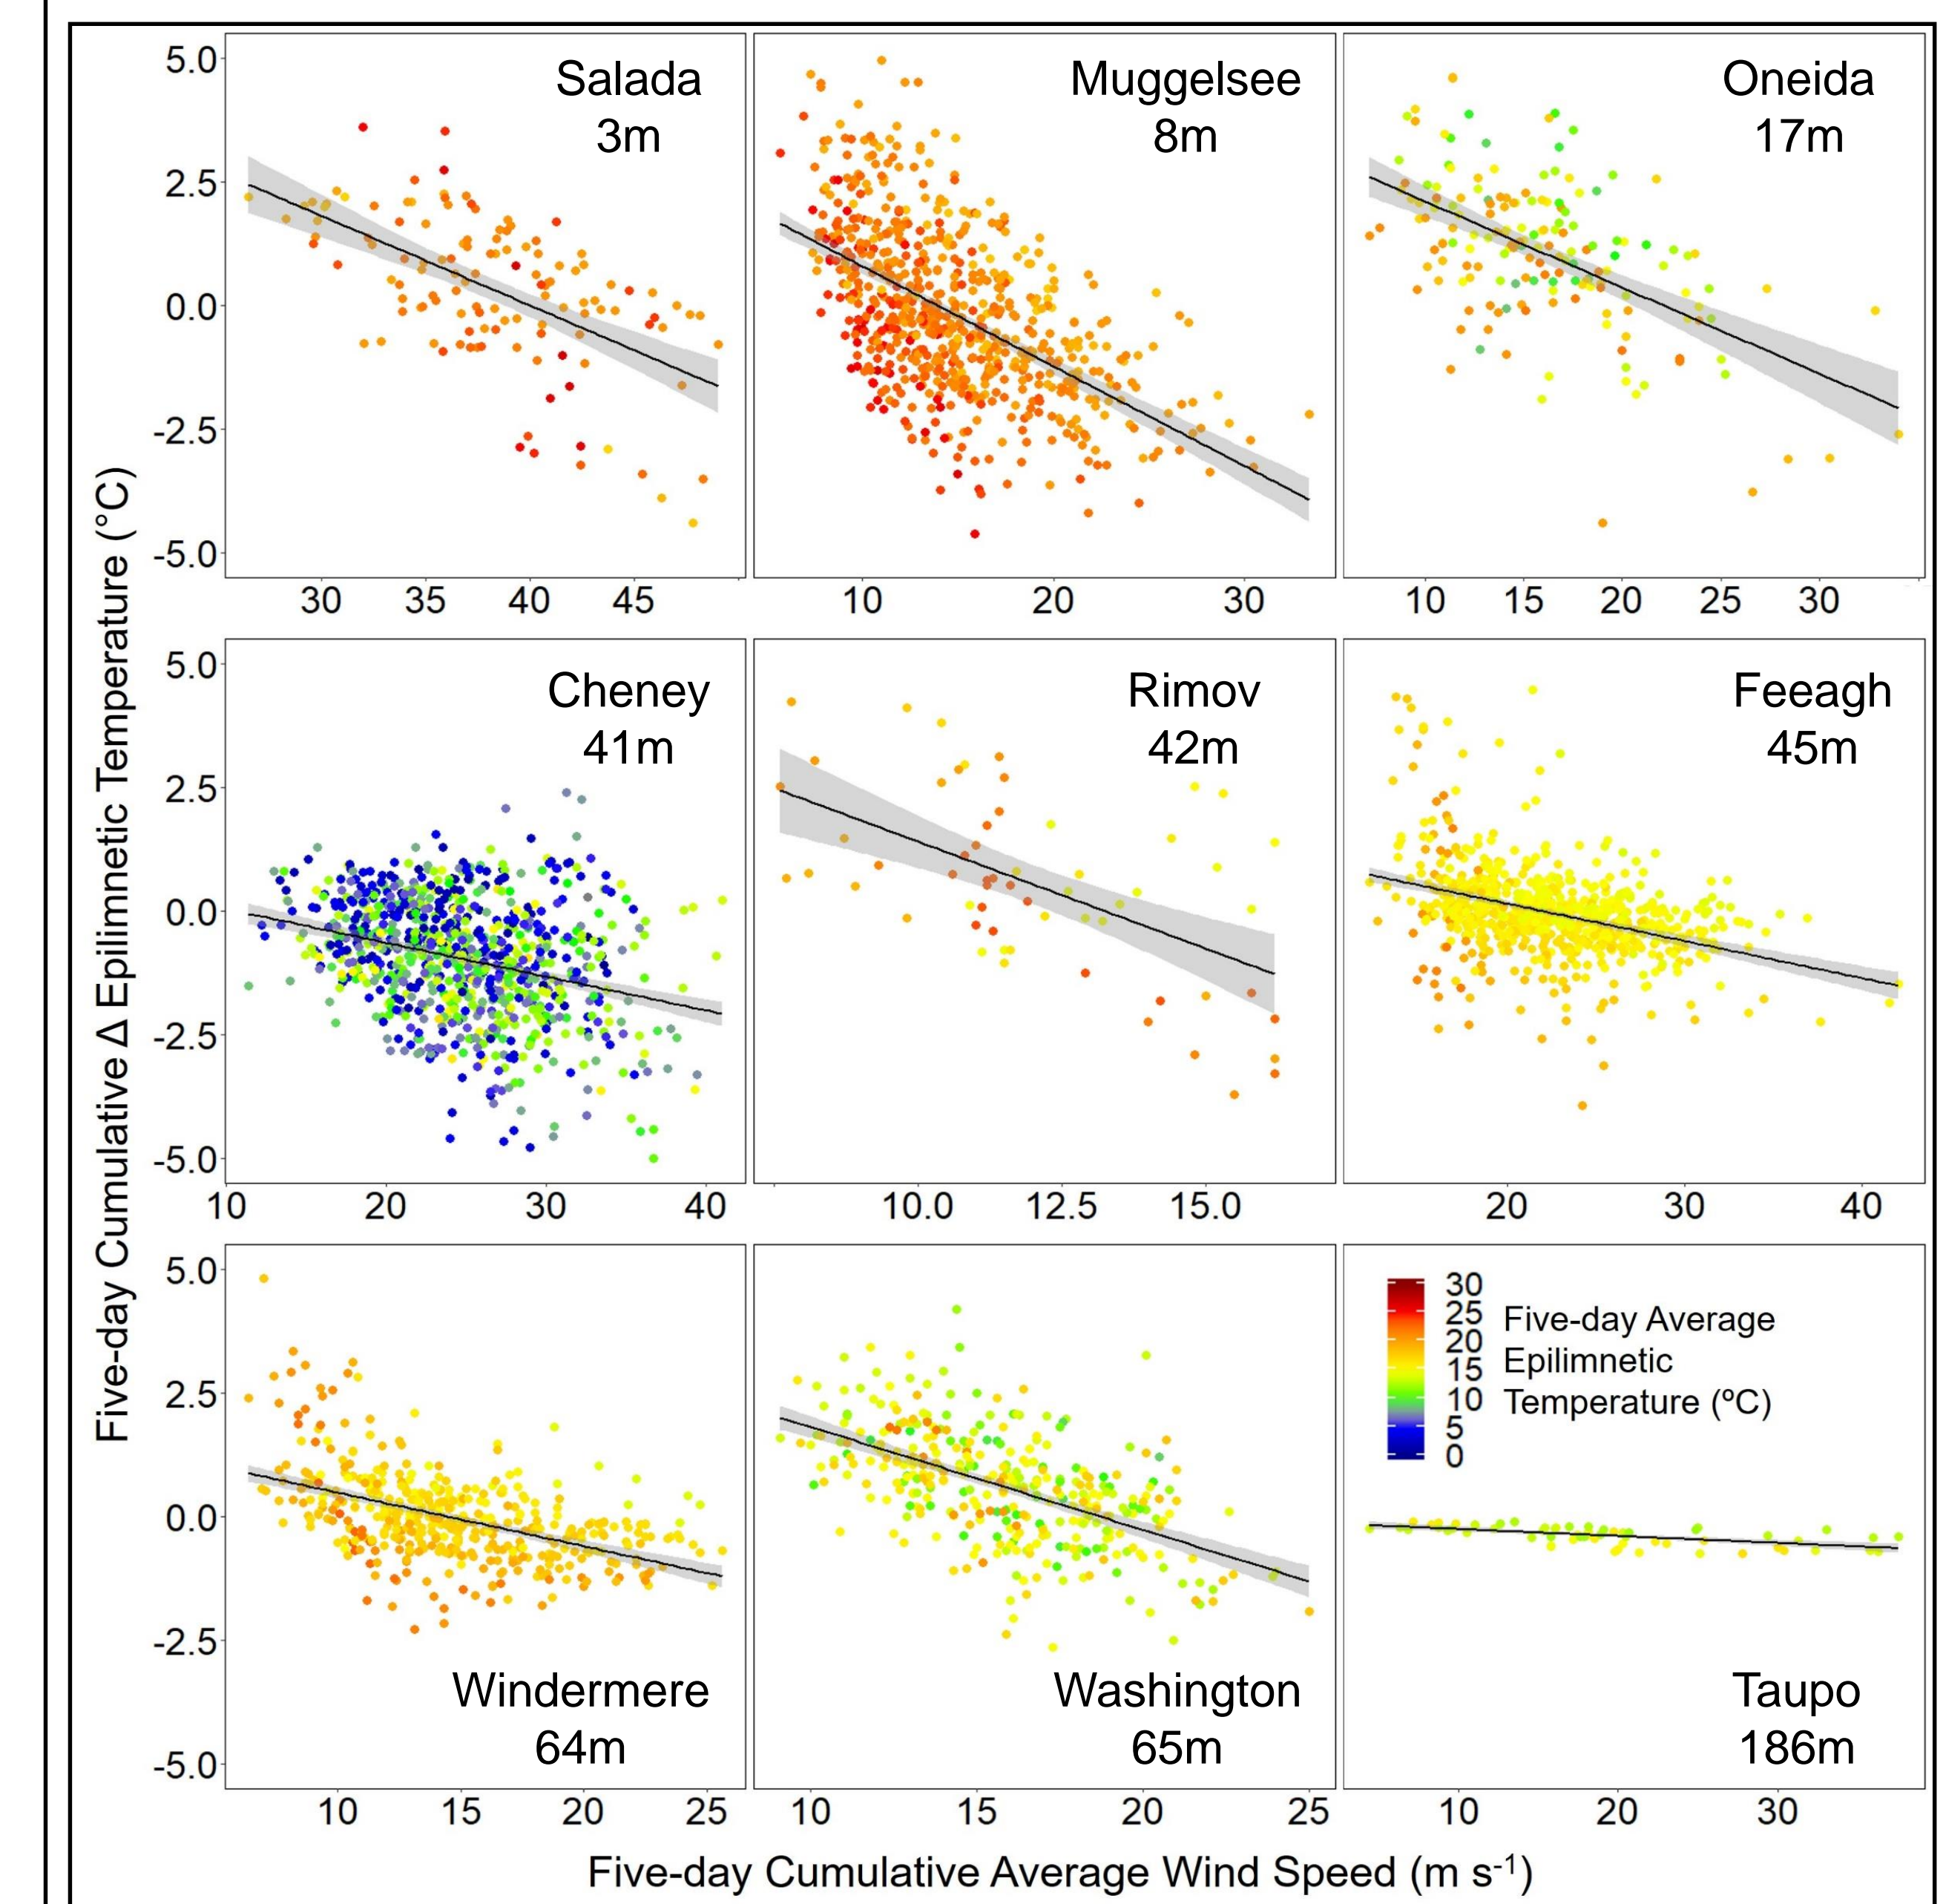 Five-day Cumulative Δ Epilimnetic Temperature (°C)
5.0
2.5
0.0
-2.5
-5.0
Salada
3m
30 35 40 45
Muggelsee
8m
10 20 30
Oneida
17m
10 15 20 25 30
5.0
2.5
0.0
-2.5
-5.0
Cheney
41m
10 20 30 40
Rimov
42m
10.0 12.5 15.0
Feeagh
45m
20 30 40
5.0
2.5
0.0
-2.5
-5.0
Windermere
64m
10 15 20 25
Washington
65m
10 15 20 25
30
25
20
15
10
5
0
Five-day Average
Epilimnetic
Temperature (ºC)
Taupo
186m
10 20 30
Five-day Cumulative Average Wind Speed (m s⁻¹)